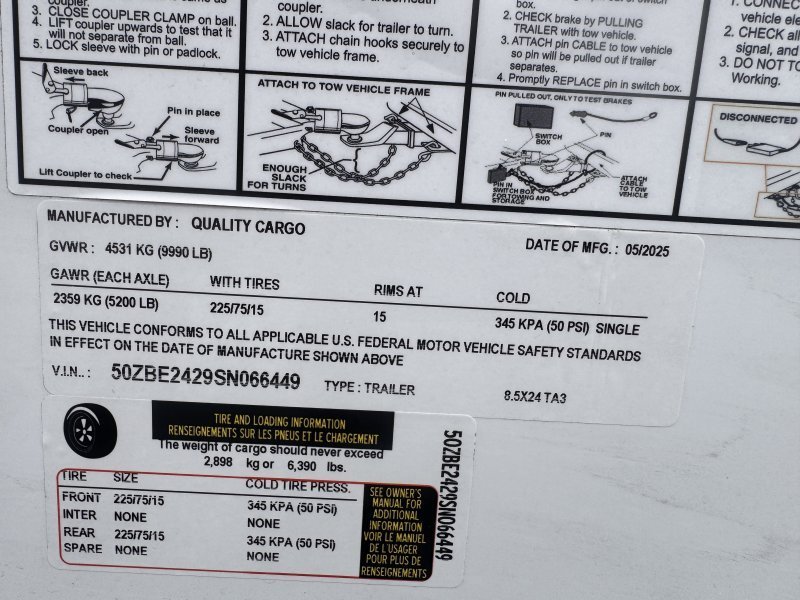 coupler.
3. CLOSE COUPLER CLAMP on ball.
4. LIFT coupler upwards to test that it
will not separate from ball.
5. LOCK sleeve with pin or padlock.
coupler.
2. ALLOW slack for trailer to turn.
3. ATTACH chain hooks securely to
tow vehicle frame.
box.
2. CHECK brake by PULLING
TRAILER with tow vehicle.
3. ATTACH pin CABLE to tow vehicle
so pin will be pulled out if trailer
separates.
4. Promptly REPLACE pin in switch box.
1. CONNECT
vehicle
2. CHECK all
signal, and
3. DO NOT
Working.
Sleeve back
Coupler open
Pin in place
Sleeve
forward
Lift Coupler to check
ATTACH TO TOW VEHICLE FRAME
ENOUGH
SLACK
FOR TURNS
PIN PULLED OUT, ONLY TO TEST BRAKES
SWITCH
BOX
PIN
PIN IN
SWITCH BOX
FOR TOWING AND
STORAGE
ATTACH
CABLE
TO TOW
VEHICLE
DISCONNECTED
MANUFACTURED BY : QUALITY CARGO
DATE OF MFG. : 05/2025
GVWR : 4531 KG (9990 LB)
GAWR (EACH AXLE) WITH TIRES RIMS AT COLD
2359 KG (5200 LB) 225/75/15 15 345 KPA (50 PSI) SINGLE
THIS VEHICLE CONFORMS TO ALL APPLICABLE U.S. FEDERAL MOTOR VEHICLE SAFETY STANDARDS
IN EFFECT ON THE DATE OF MANUFACTURE SHOWN ABOVE
V.I.N.. : 50ZBE2429SN066449 TYPE : TRAILER 8.5X24 TA3
TIRE AND LOADING INFORMATION
RENSEIGNEMENTS SUR LES PNEUS ET LE CHARGEMENT
The weight of cargo should never exceed
2,898 kg or 6,390 lbs.
TIRE SIZE COLD TIRE PRESS.
FRONT 225/75/15 345 KPA (50 PSI)
INTER NONE NONE
REAR 225/75/15 345 KPA (50 PSI)
SPARE NONE NONE
SEE OWNER'S
MANUAL FOR
ADDITIONAL
INFORMATION
VOIR LE MANUEL
DE L'USAGER
POUR PLUS DE
RENSEIGNEMENTS
50ZBE2429SN066449